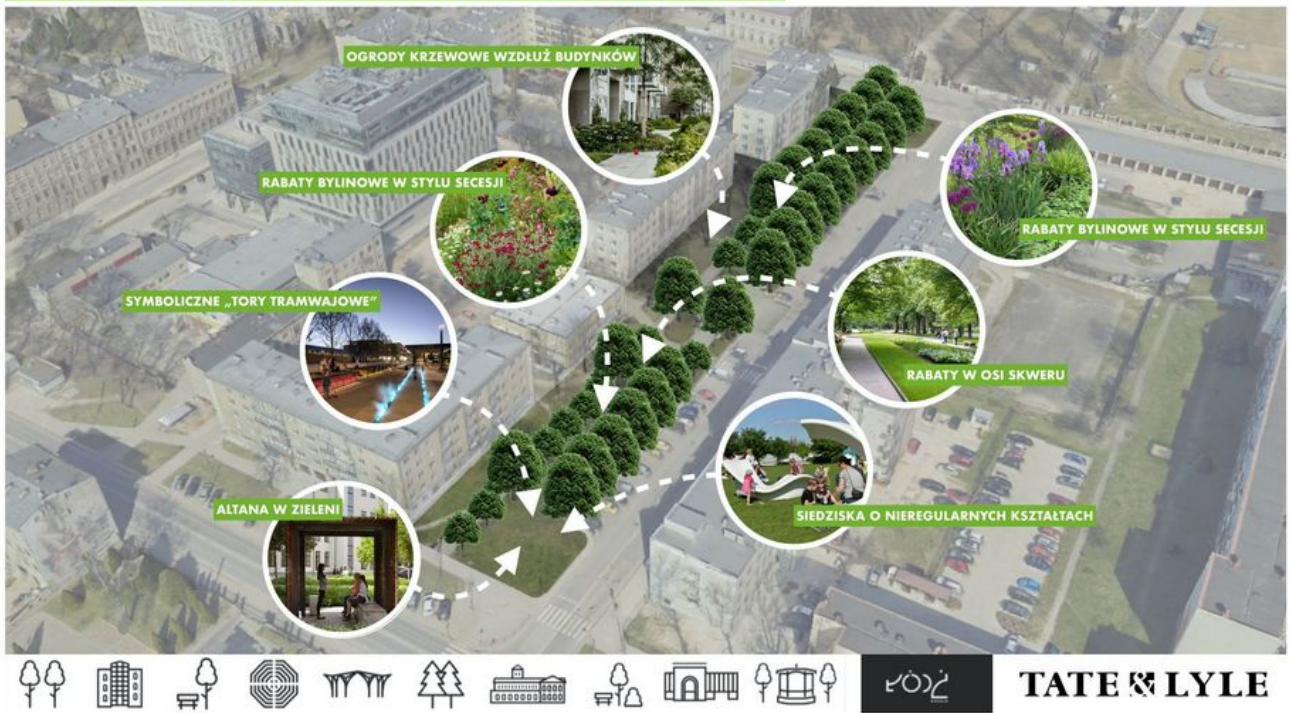 OGRODY KRZEWOWE WZDŁUŻ BUDYNKÓW
RABATY BYLINOWE W STYLU SECESJI
RABATY BYLINOWE W STYLU SECESJI
SYMBOLICZNE „TORY TRAMWAJOWE”
RABATY W OSI SKWERU
ALTANA W ZIELENI
SIEDZISKA O NIEREGULARNYCH KSZTAŁTACH
TATE & LYLE